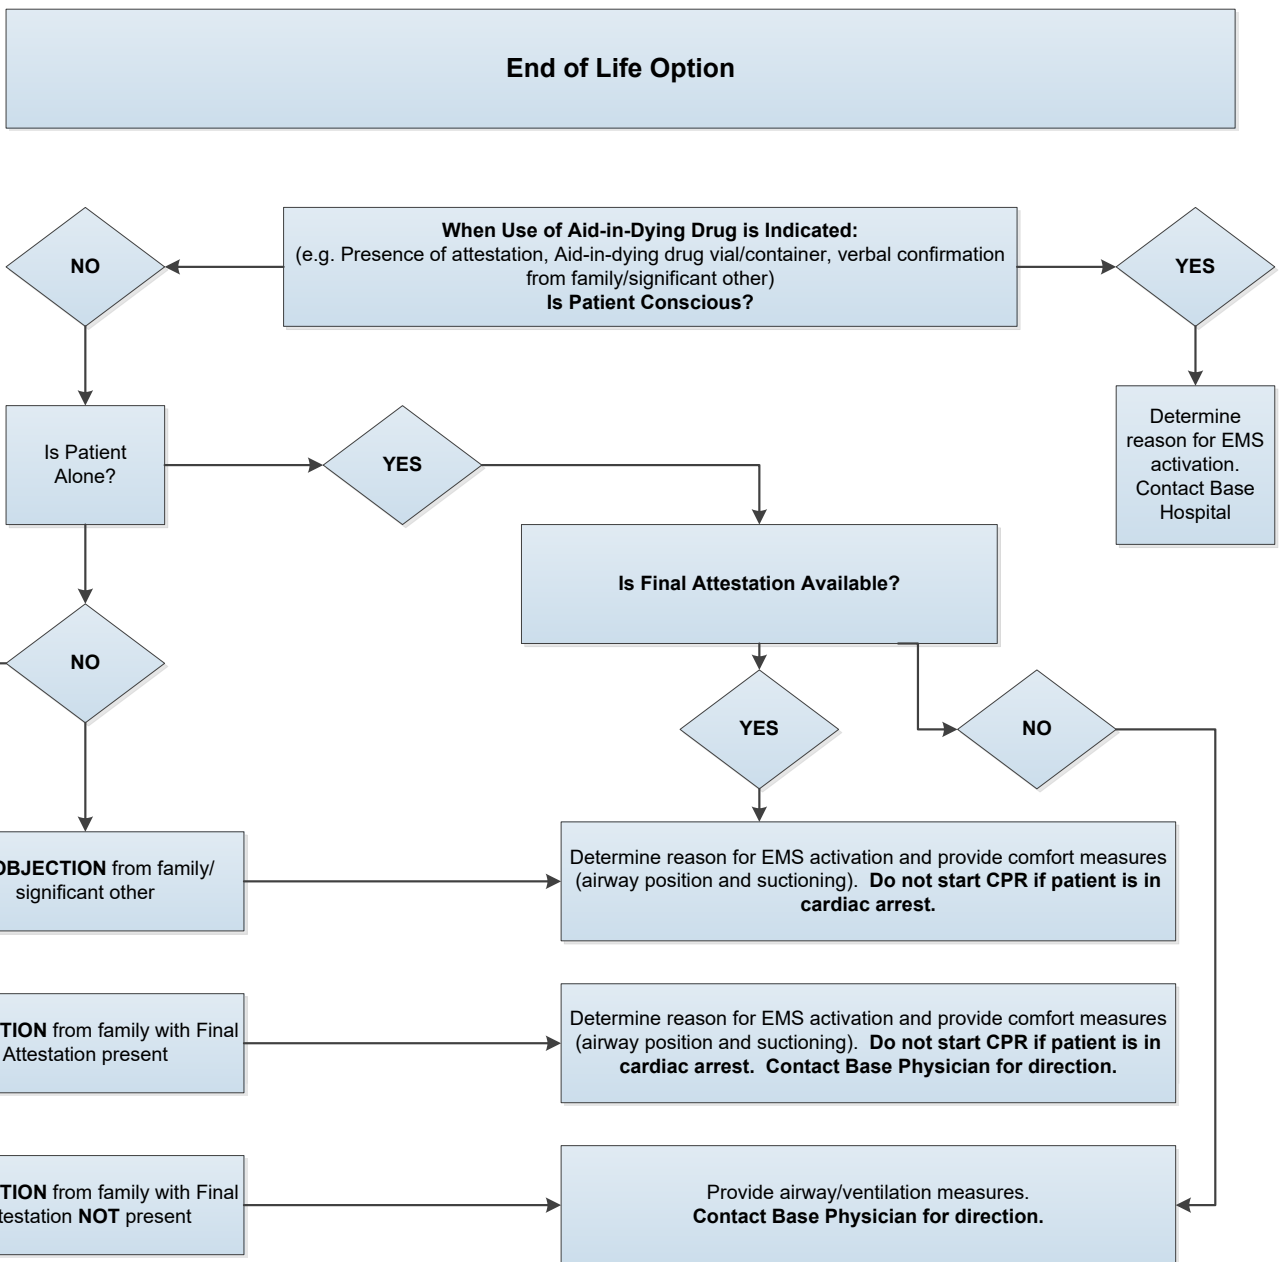 End of Life Option
NO
When Use of Aid-in-Dying Drug is Indicated:
(e.g. Presence of attestation, Aid-in-dying drug vial/container, verbal confirmation
from family/significant other)
Is Patient Conscious?
YES
Is Patient
Alone?
YES
Determine
reason for EMS
activation.
Contact Base
Hospital
Is Final Attestation Available?
NO
YES
NO
OBJECTION from family/
significant other
Determine reason for EMS activation and provide comfort measures
(airway position and suctioning). Do not start CPR if patient is in
cardiac arrest.
from family with Final
Attestation present
Determine reason for EMS activation and provide comfort measures
(airway position and suctioning). Do not start CPR if patient is in
cardiac arrest. Contact Base Physician for direction.
from family with Final
NOT present
Provide airway/ventilation measures.
Contact Base Physician for direction.